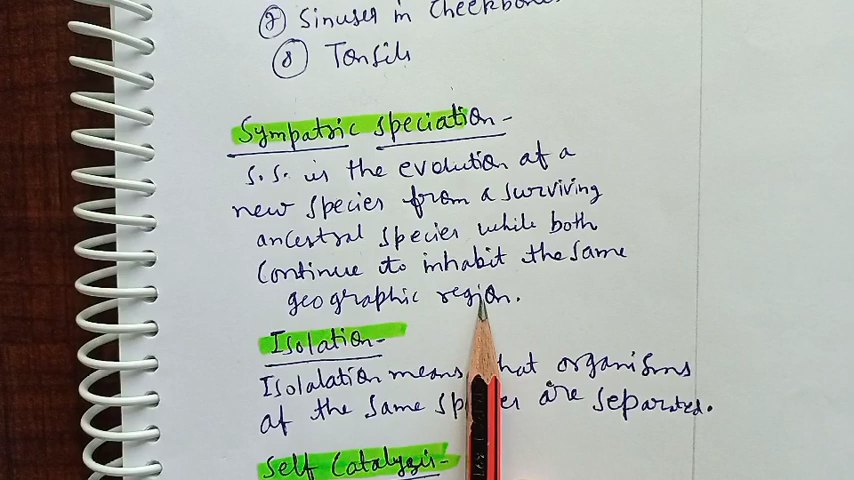 ⑦ Sinuses in Cheekbone
⑧ Tonsils
Sympatric speciation-
S.S. is the evolution of a
new species from a surviving
ancestral species while both
continue to inhabit the same
geographic region.
Isolation-
Isolalation means that organisms
of the same species are separated.
Self Catalysis-